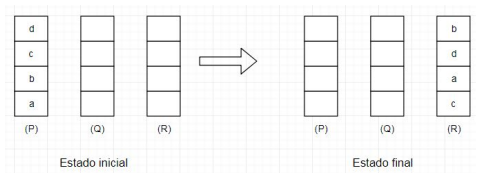 d b
c d
b a
a c
(P) (Q) (R) (P) (Q) (R)
Estado inicial Estado final